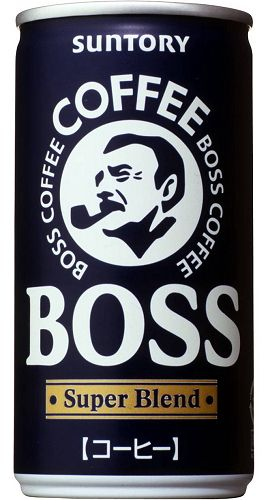 SUNTORY
COFFEE
BOSS COFFEE
BOSS COFFEE
BOSS
• Super Blend •
【コーヒー】